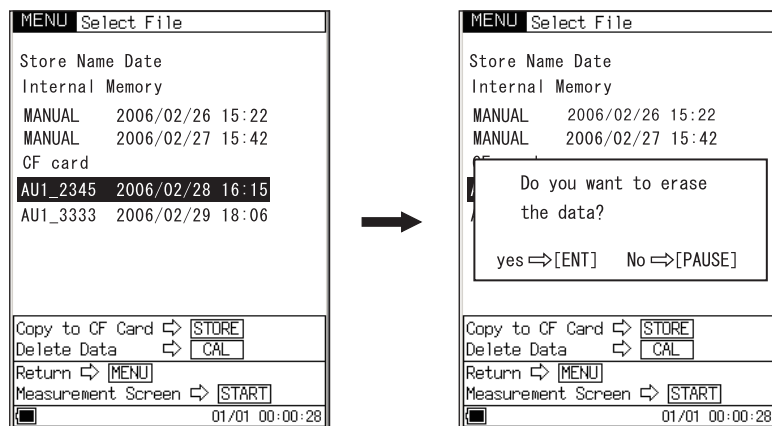 MENU Select File
Store Name Date
Internal Memory
MANUAL 2006/02/26 15:22
MANUAL 2006/02/27 15:42
CF card
AU1_2345 2006/02/28 16:15
AU1_3333 2006/02/29 18:06
Copy to CF Card ⇨ STORE
Delete Data ⇨ CAL
Return ⇨ MENU
Measurement Screen ⇨ START
01/01 00:00:28
MENU Select File
Store Name Date
Internal Memory
MANUAL 2006/02/26 15:22
MANUAL 2006/02/27 15:42
Do you want to erase
the data?
yes ⇨[ENT] No ⇨[PAUSE]
Copy to CF Card ⇨ STORE
Delete Data ⇨ CAL
Return ⇨ MENU
Measurement Screen ⇨ START
01/01 00:00:28